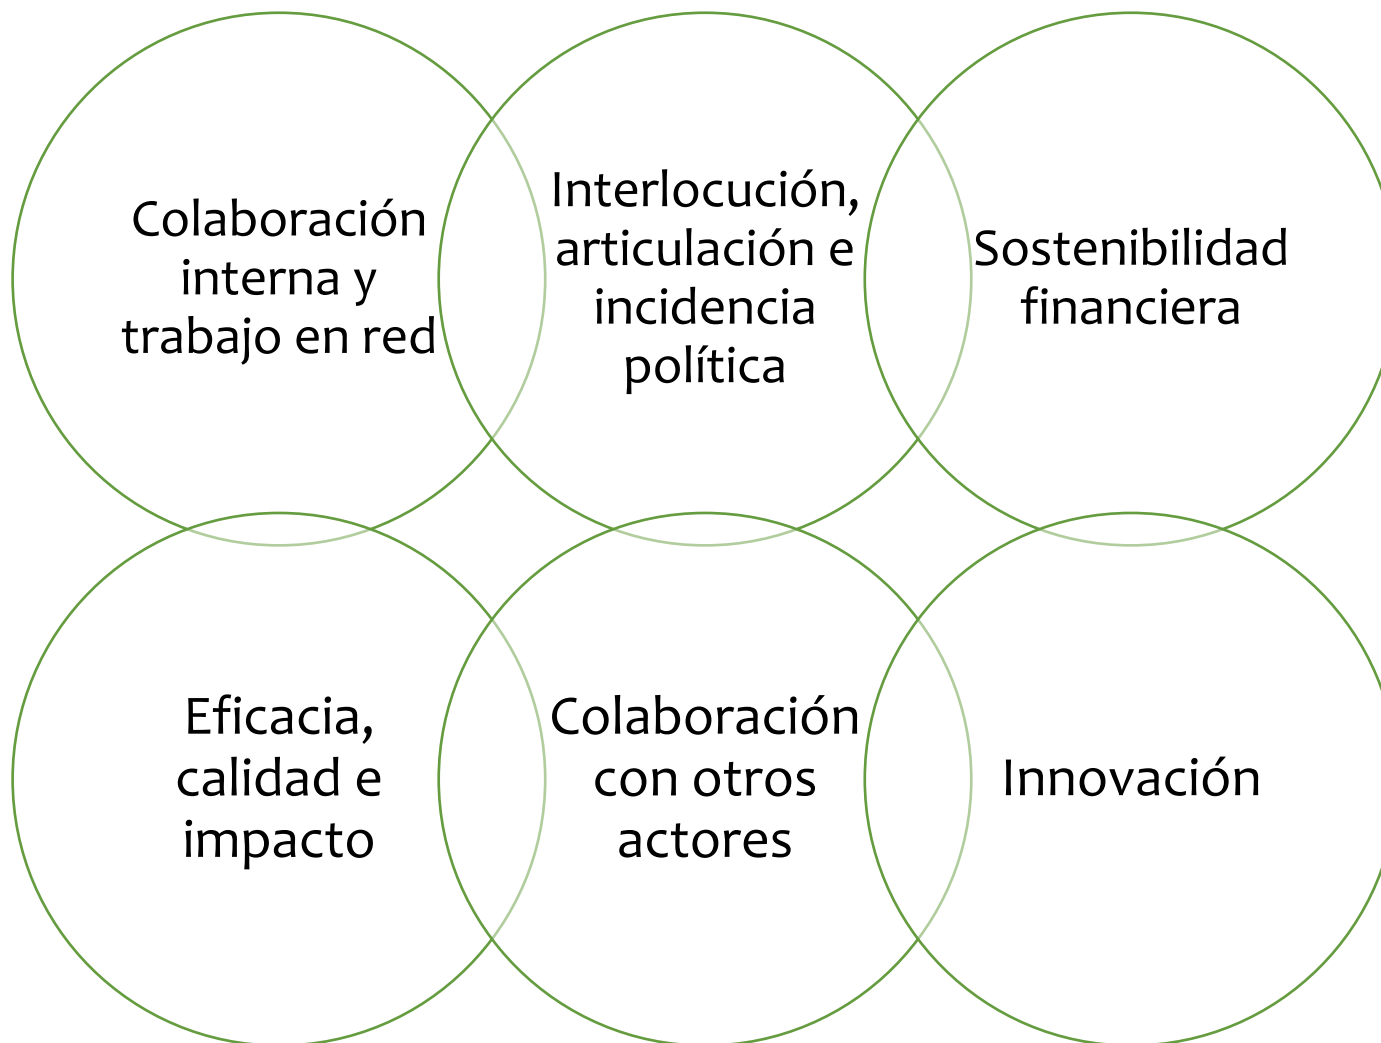 Colaboración
interna y
trabajo en red
Interlocución,
articulación e
incidencia
política
Sostenibilidad
financiera
Eficacia,
calidad e
impacto
Colaboración
con otros
actores
Innovación